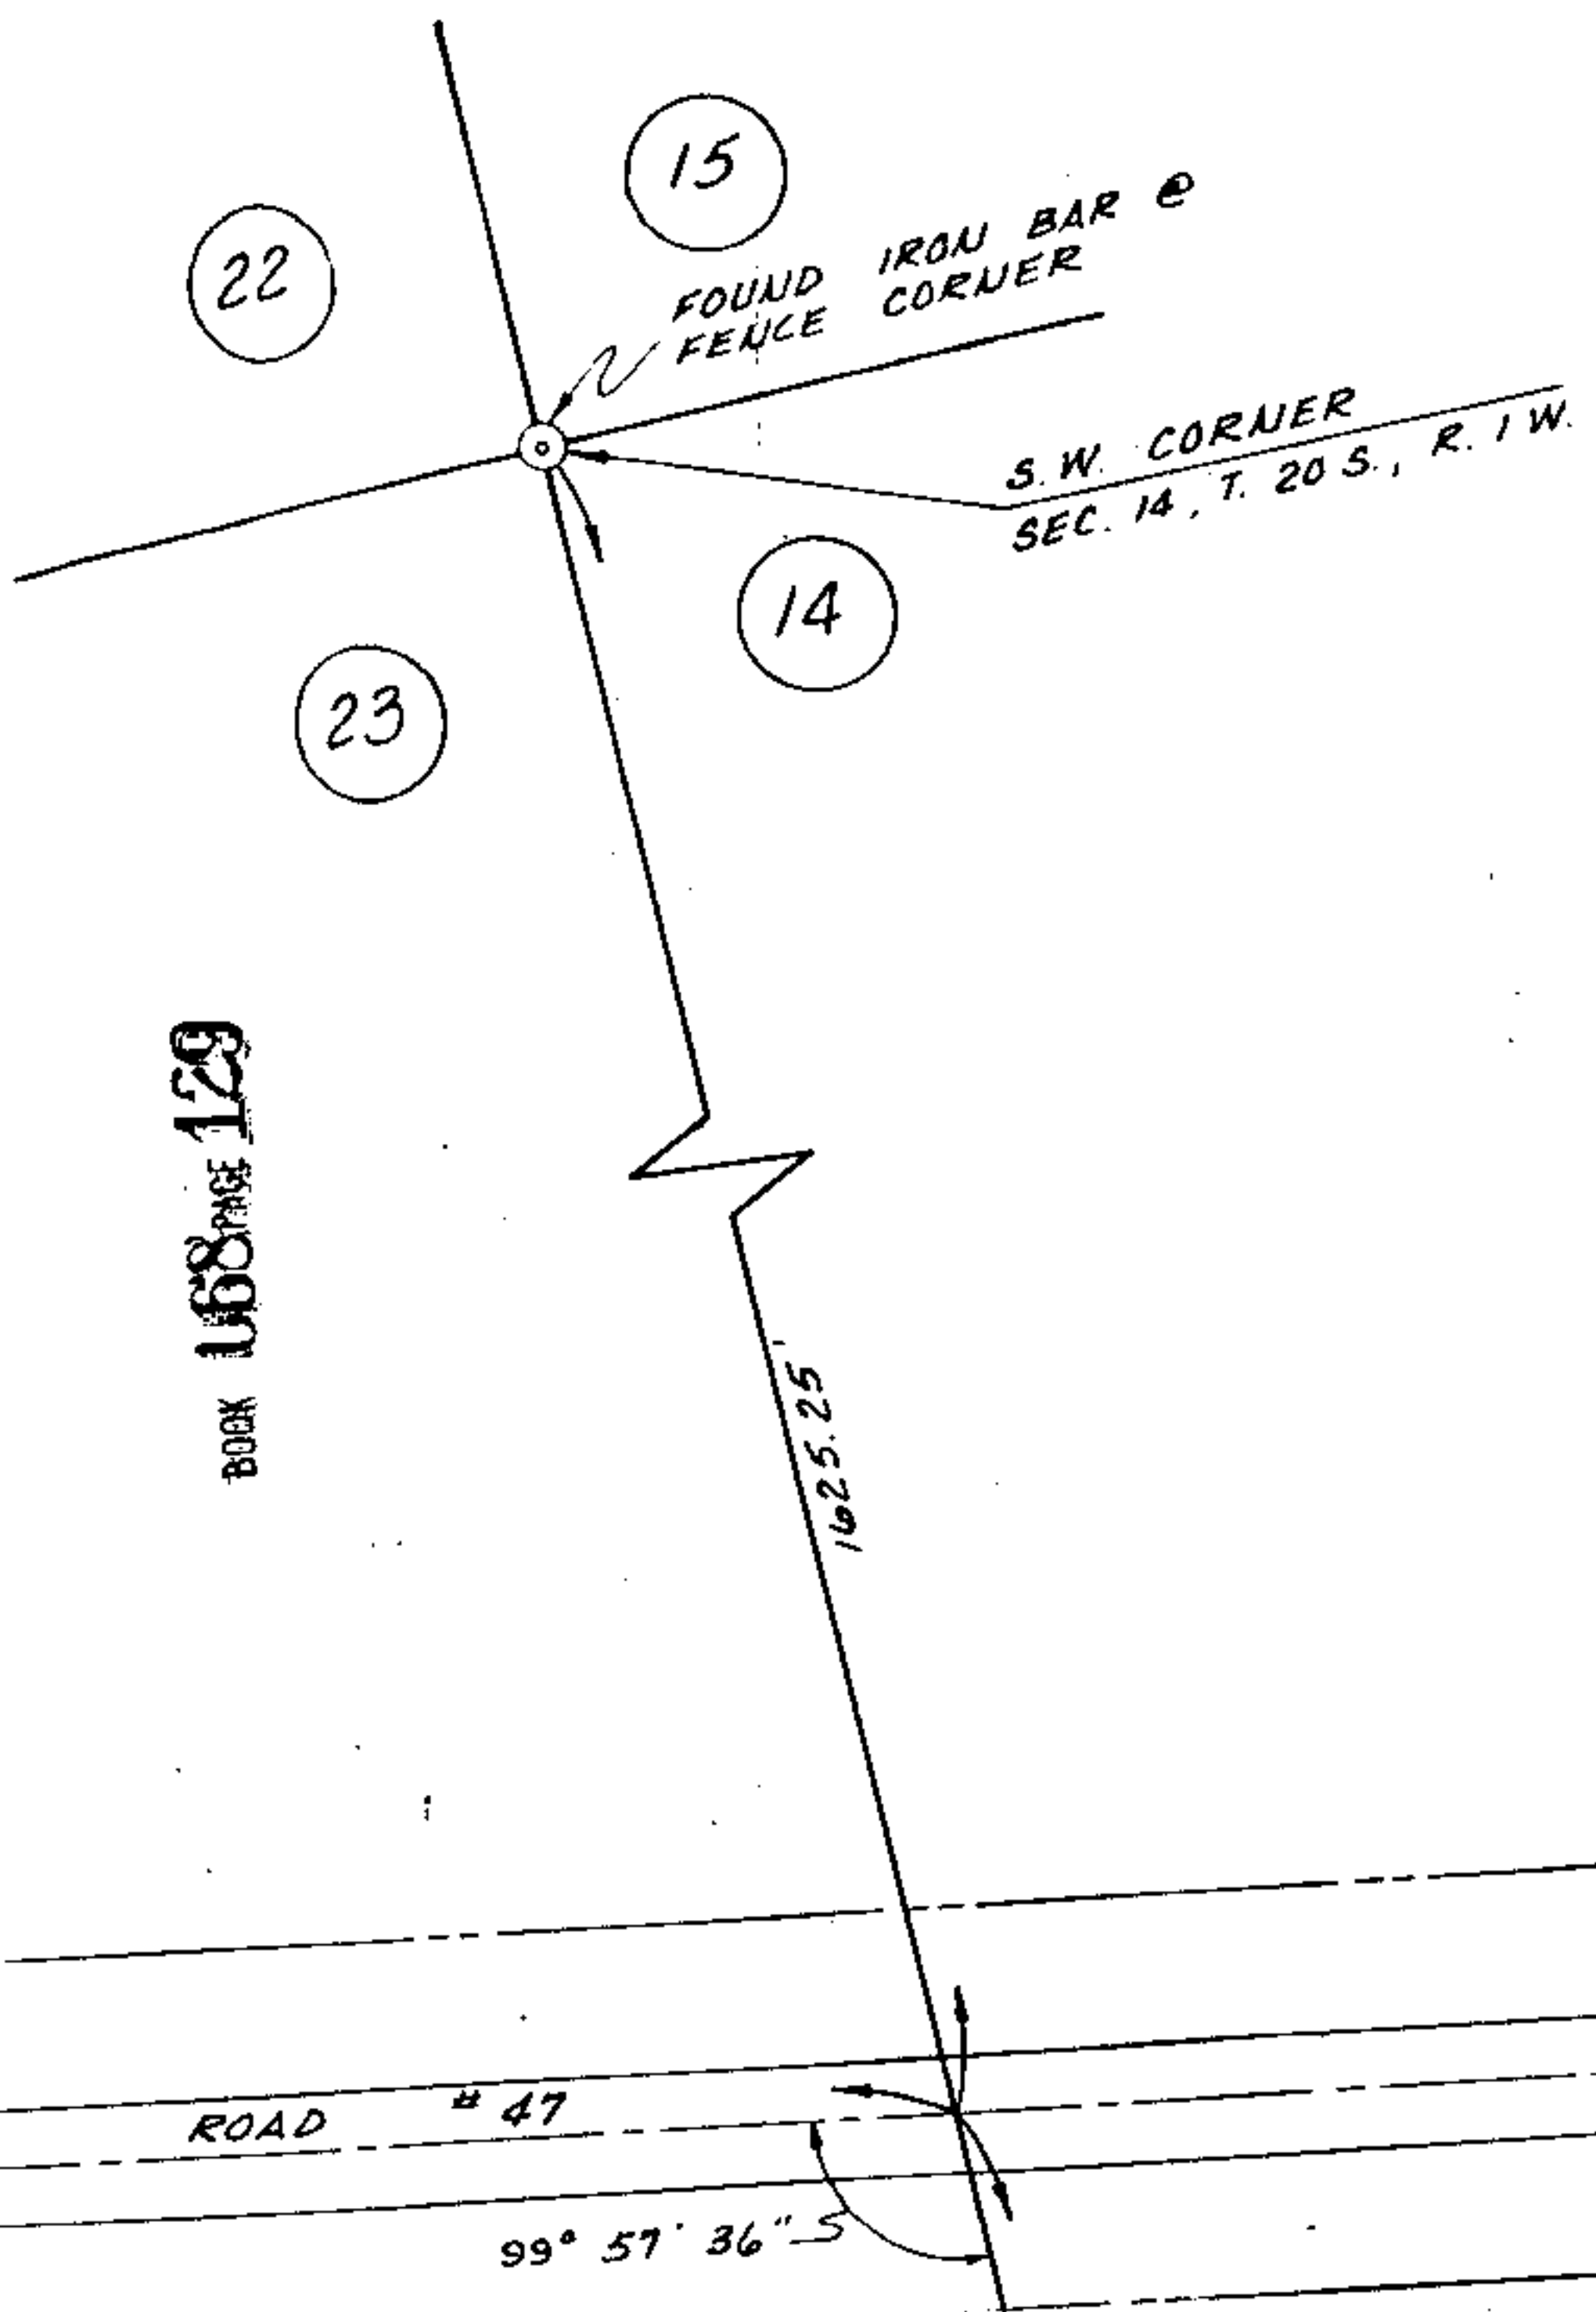 15
22
FOUND IRON BAR @
FENCE CORNER
S.W. CORNER
SEC. 14, T. 20 S., R. 1 W.
14
23
BOOK 168 PAGE 129
1625.25'
ROAD # 47
99° 57' 36"